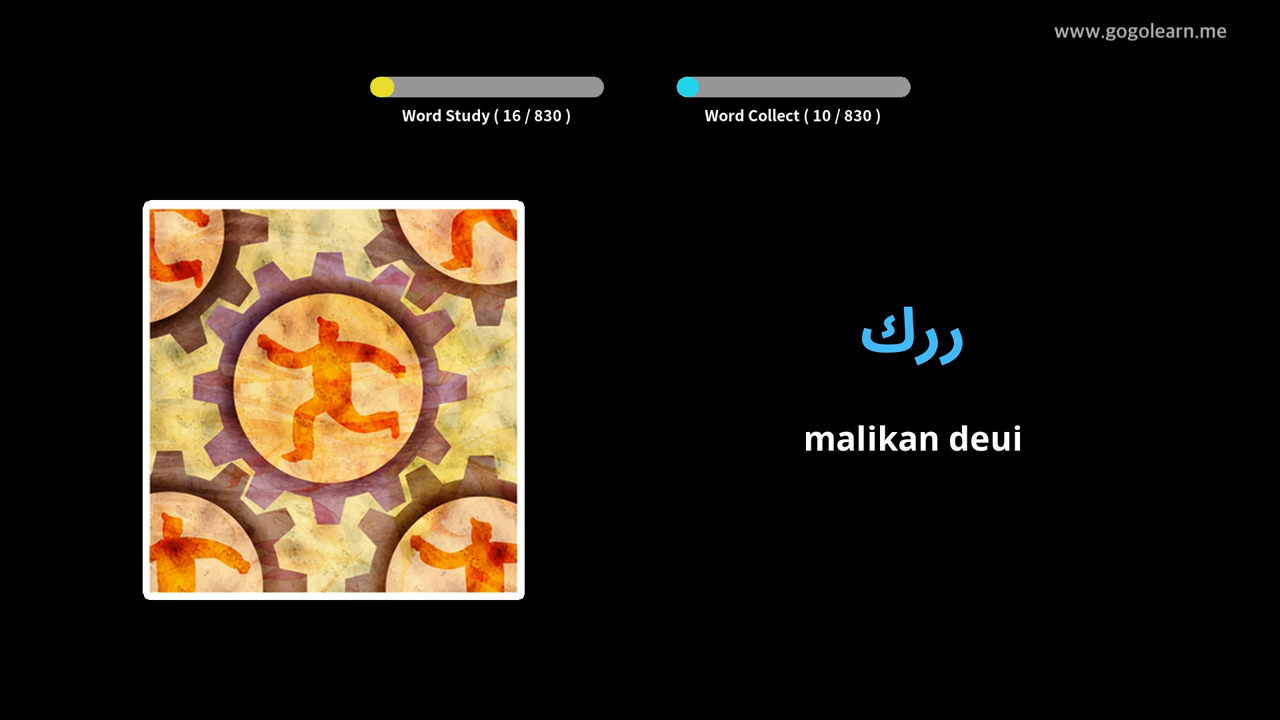 www.gogolearn.me
Word Study ( 16 / 830 )
Word Collect ( 10 / 830 )
ررك
malikan deui